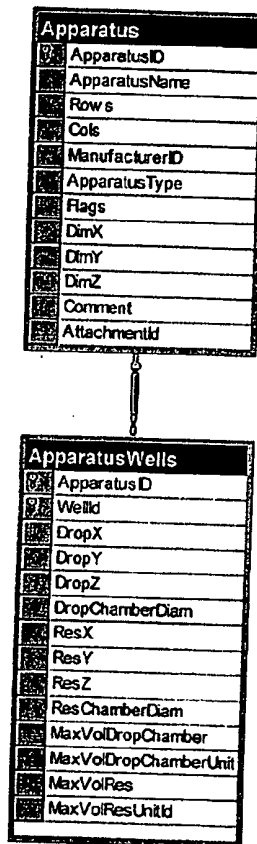 Apparatus
ApparatusID
ApparatusName
Rows
Cols
ManufacturerID
ApparatusType
Flags
DimX
DimY
DimZ
Comment
AttachmentId
ApparatusWells
ApparatusID
WellId
DropX
DropY
DropZ
DropChamberDiam
ResX
ResY
ResZ
ResChamberDiam
MaxVolDropChamber
MaxVolDropChamberUnit
MaxVolRes
MaxVolResUnitId